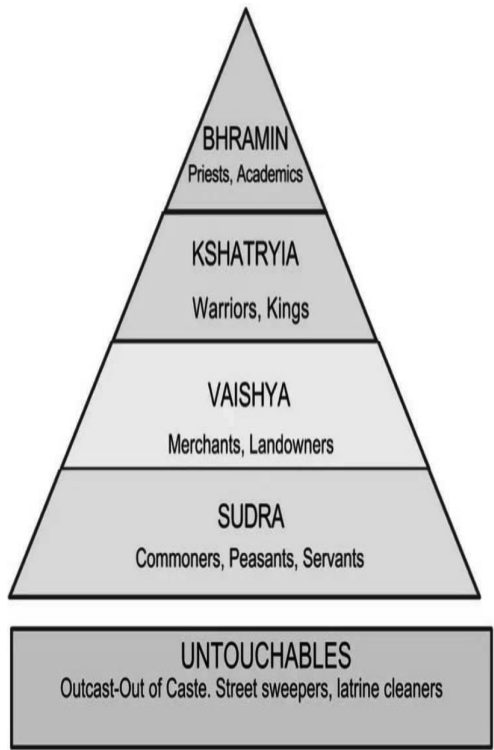 BHRAMIN
Priests, Academics
KSHATRYIA
Warriors, Kings
VAISHYA
Merchants, Landowners
SUDRA
Commoners, Peasants, Servants
UNTOUCHABLES
Outcast-Out of Caste. Street sweepers, latrine cleaners